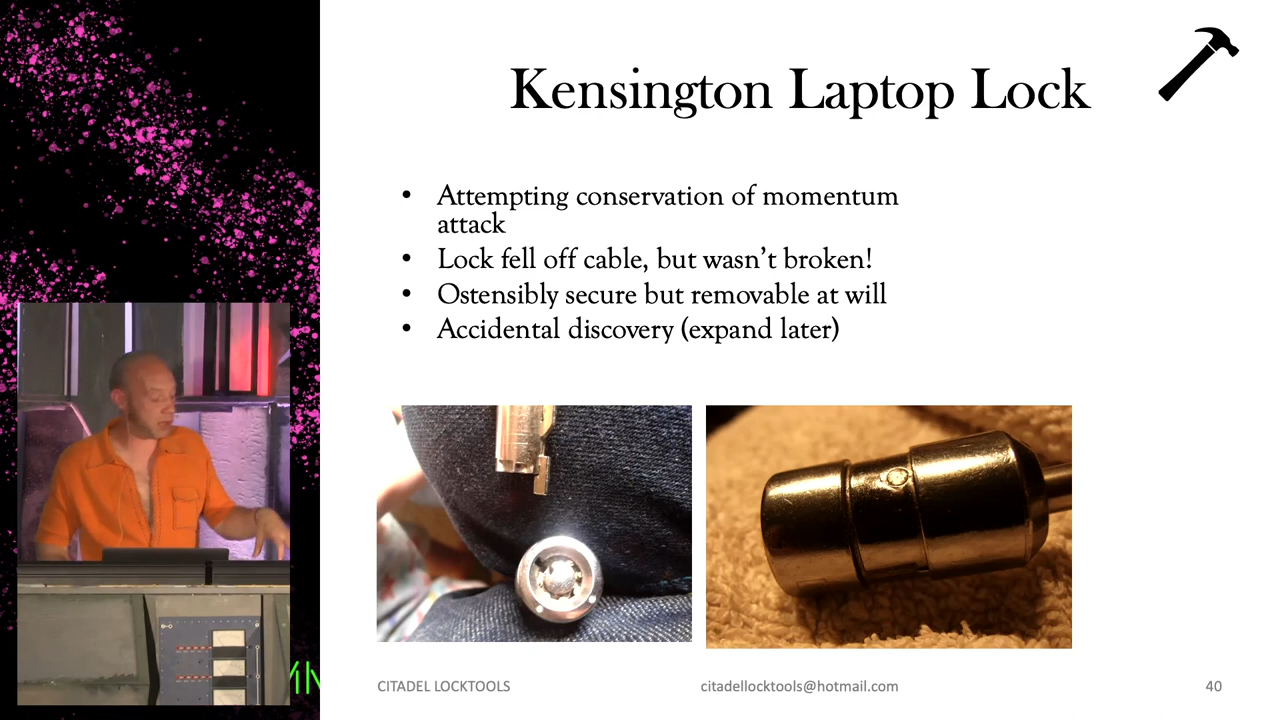 Kensington Laptop Lock
• Attempting conservation of momentum
attack
• Lock fell off cable, but wasn’t broken!
• Ostensibly secure but removable at will
• Accidental discovery (expand later)
CITADEL LOCKTOOLS
citadellocktools@hotmail.com
40